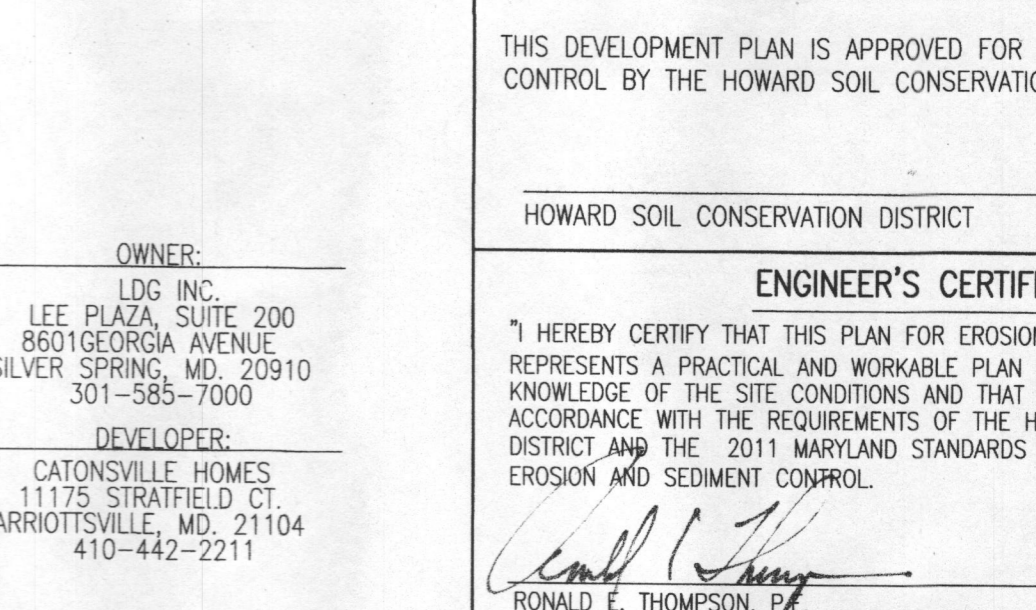 OWNER:
LDG INC.
LEE PLAZA, SUITE 200
8601GEORGIA AVENUE
SILVER SPRING, MD. 20910
301-585-7000
DEVELOPER:
CATONSVILLE HOMES
11175 STRATFIELD CT.
ARRIOTTSVILLE, MD. 21104
410-442-2211
THIS DEVELOPMENT PLAN IS APPROVED FOR
CONTROL BY THE HOWARD SOIL CONSERVATIO
HOWARD SOIL CONSERVATION DISTRICT
ENGINEER'S CERTIFI
"I HEREBY CERTIFY THAT THIS PLAN FOR EROSION
REPRESENTS A PRACTICAL AND WORKABLE PLAN
KNOWLEDGE OF THE SITE CONDITIONS AND THAT
ACCORDANCE WITH THE REQUIREMENTS OF THE H
DISTRICT AND THE 2011 MARYLAND STANDARDS
EROSION AND SEDIMENT CONTROL.
RONALD E. THOMPSON, P.E.